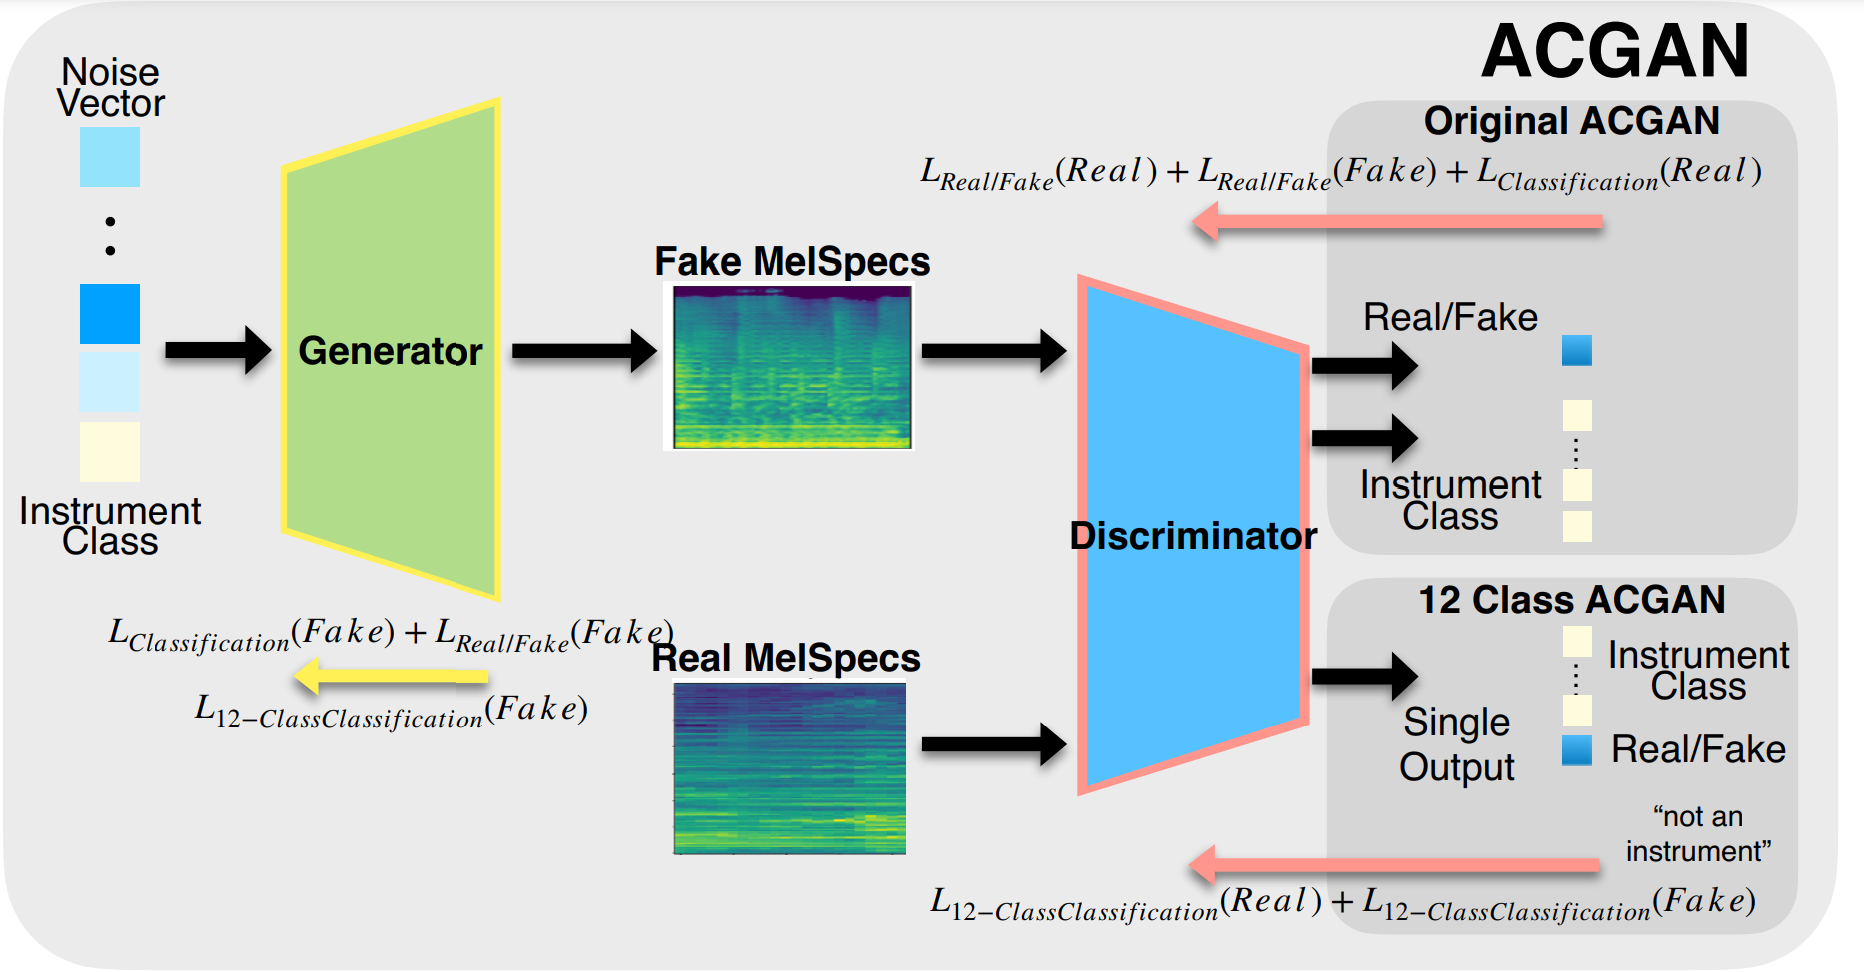 ACGAN
Noise
Vector
Instrument
Class
Generator
L_{Classification}(Fake) + L_{Real/Fake}(Fake)
L_{12−ClassClassification}(Fake)
Fake MelSpecs
Real MelSpecs
Discriminator
Original ACGAN
L_{Real/Fake}(Real) + L_{Real/Fake}(Fake) + L_{Classification}(Real)
Real/Fake
Instrument
Class
12 Class ACGAN
Instrument
Class
Single
Output
Real/Fake
“not an
instrument”
L_{12−ClassClassification}(Real) + L_{12−ClassClassification}(Fake)